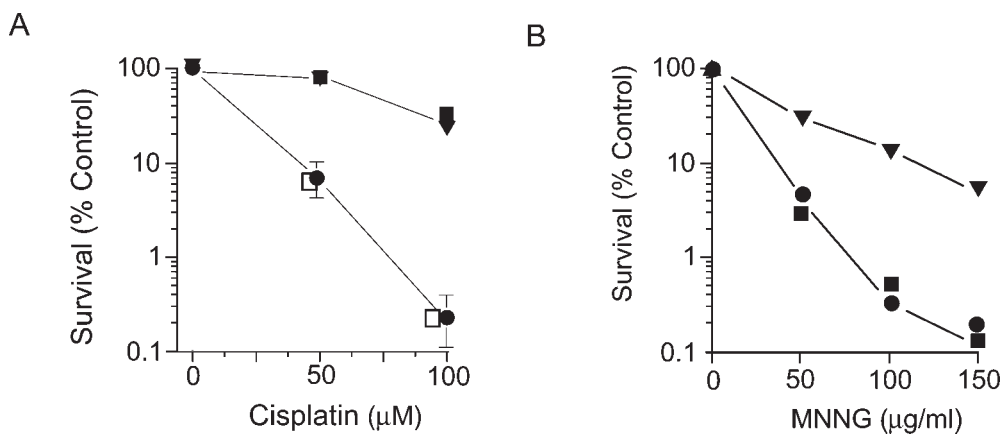 A
Survival (% Control)
100
10
1
0.1
0
50
100
Cisplatin (μM)
B
Survival (% Control)
100
10
1
0.1
0
50
100
150
MNNG (μg/ml)